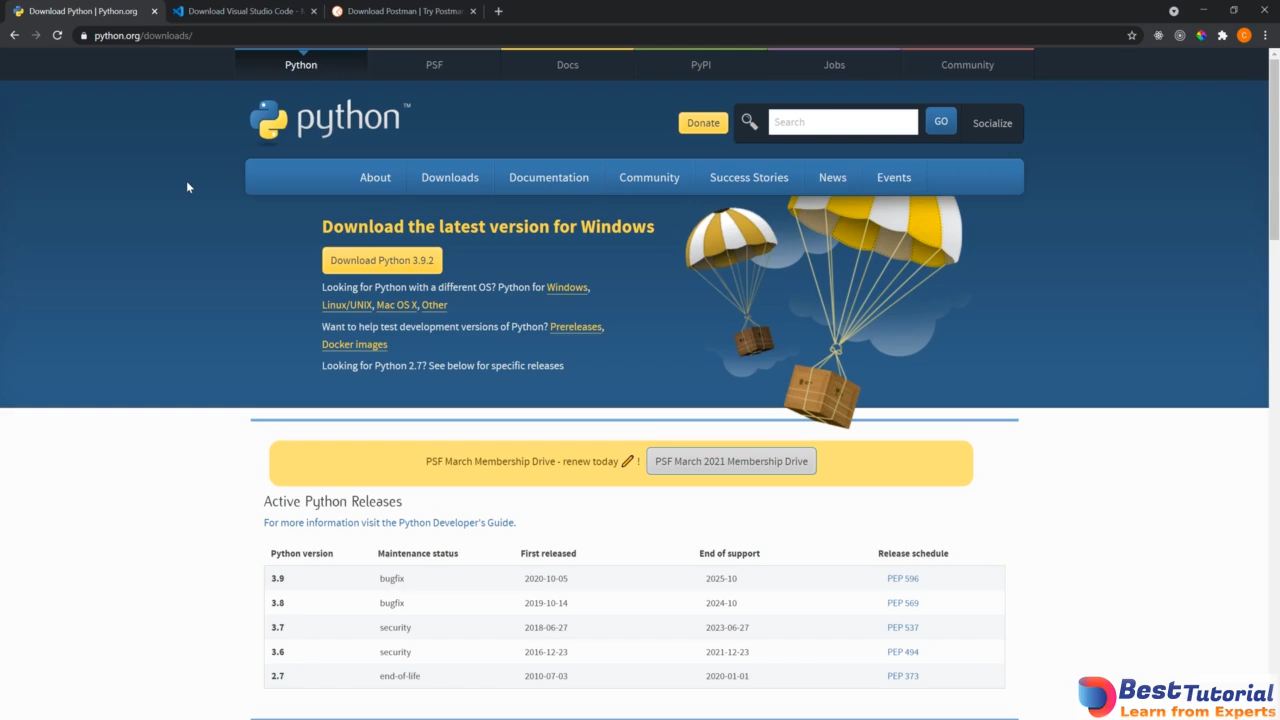 Download Python | Python.org
Download Visual Studio Code - M
Download Postman | Try Postman
python.org/downloads/
C
Python
PSF
Docs
PyPI
Jobs
Community
python™
Donate
Search
GO
Socialize
About
Downloads
Documentation
Community
Success Stories
News
Events
Download the latest version for Windows
Download Python 3.9.2
Looking for Python with a different OS? Python for Windows,
Linux/UNIX, Mac OS X, Other
Want to help test development versions of Python? Prereleases,
Docker images
Looking for Python 2.7? See below for specific releases
PSF March Membership Drive - renew today !
PSF March 2021 Membership Drive
Active Python Releases
For more information visit the Python Developer's Guide.
Python version Maintenance status First released End of support Release schedule
3.9 bugfix 2020-10-05 2025-10 PEP 596
3.8 bugfix 2019-10-14 2024-10 PEP 569
3.7 security 2018-06-27 2023-06-27 PEP 537
3.6 security 2016-12-23 2021-12-23 PEP 494
2.7 end-of-life 2010-07-03 2020-01-01 PEP 373
BestTutorial
Learn from Experts